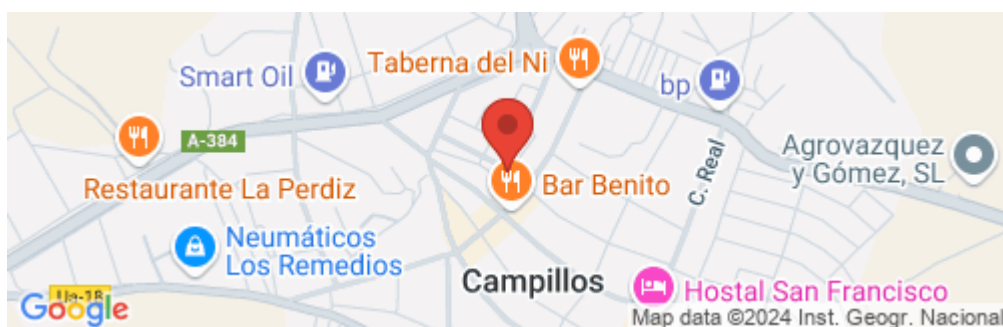 Smart Oil
Taberna del Ni
bp
A-384
Agrovazquez
y Gómez, SL
C. Real
Restaurante La Perdiz
Bar Benito
Neumáticos
Los Remedios
Campillos
Hostal San Francisco
Google
Map data ©2024 Inst. Geogr. Nacional